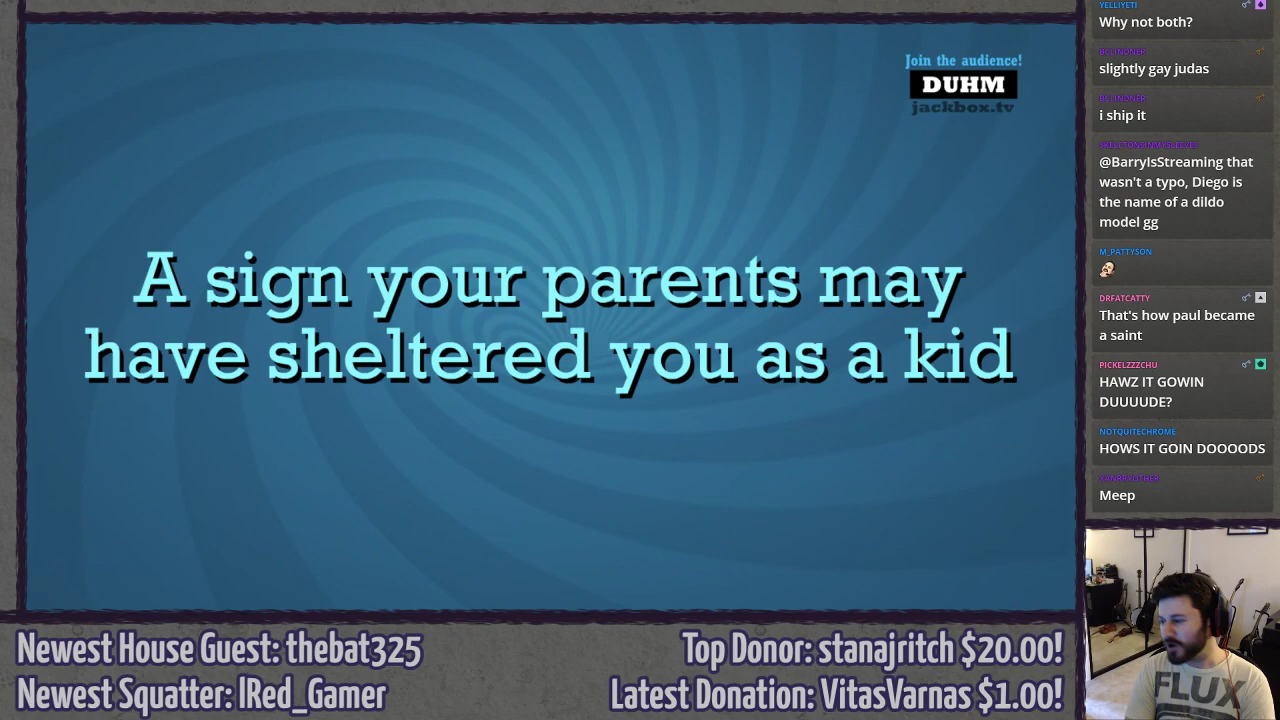 Join the audience!
DUHM
jackbox.tv
A sign your parents may
have sheltered you as a kid
YELLIYETI
Why not both?
slightly gay judas
i ship it
@BarryIsStreaming that
wasn't a typo, Diego is
the name of a dildo
model gg
M_PATTYSON
DRFATCATTY
That's how paul became
a saint
PICKELZZZCHU
HAWZ IT GOWIN
DUUUUDE?
NOTQUITECHROME
HOWS IT GOIN DOOOODS
Meep
FLUX
Newest House Guest: thebat325
Newest Squatter: lRed_Gamer
Top Donor: stanajritch $20.00!
Latest Donation: VitasVarnas $1.00!